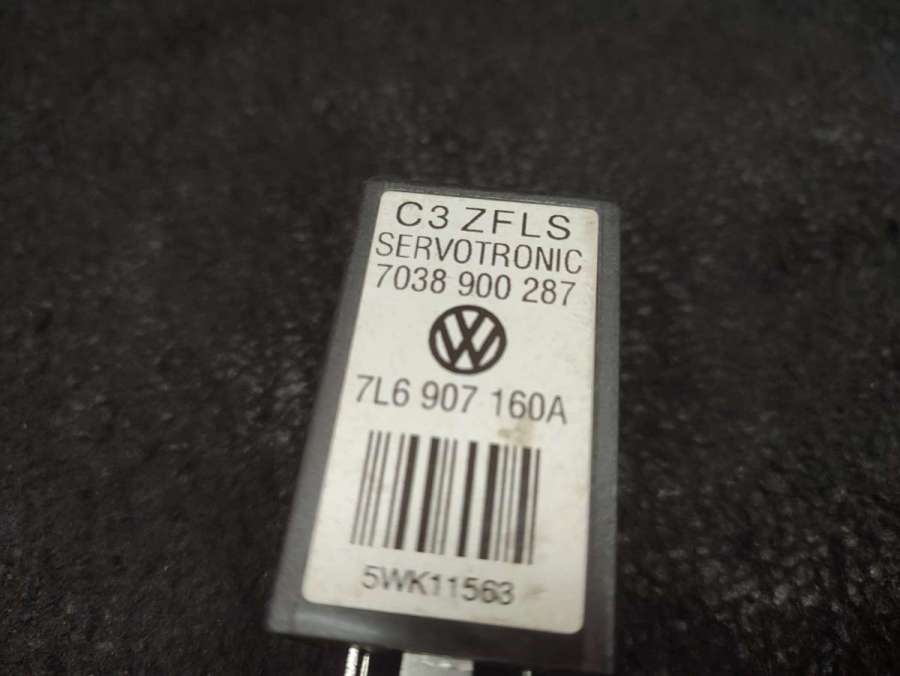 C3 ZFLS
SERVOTRONIC
7038 900 287
7L6 907 160A
5WK11563